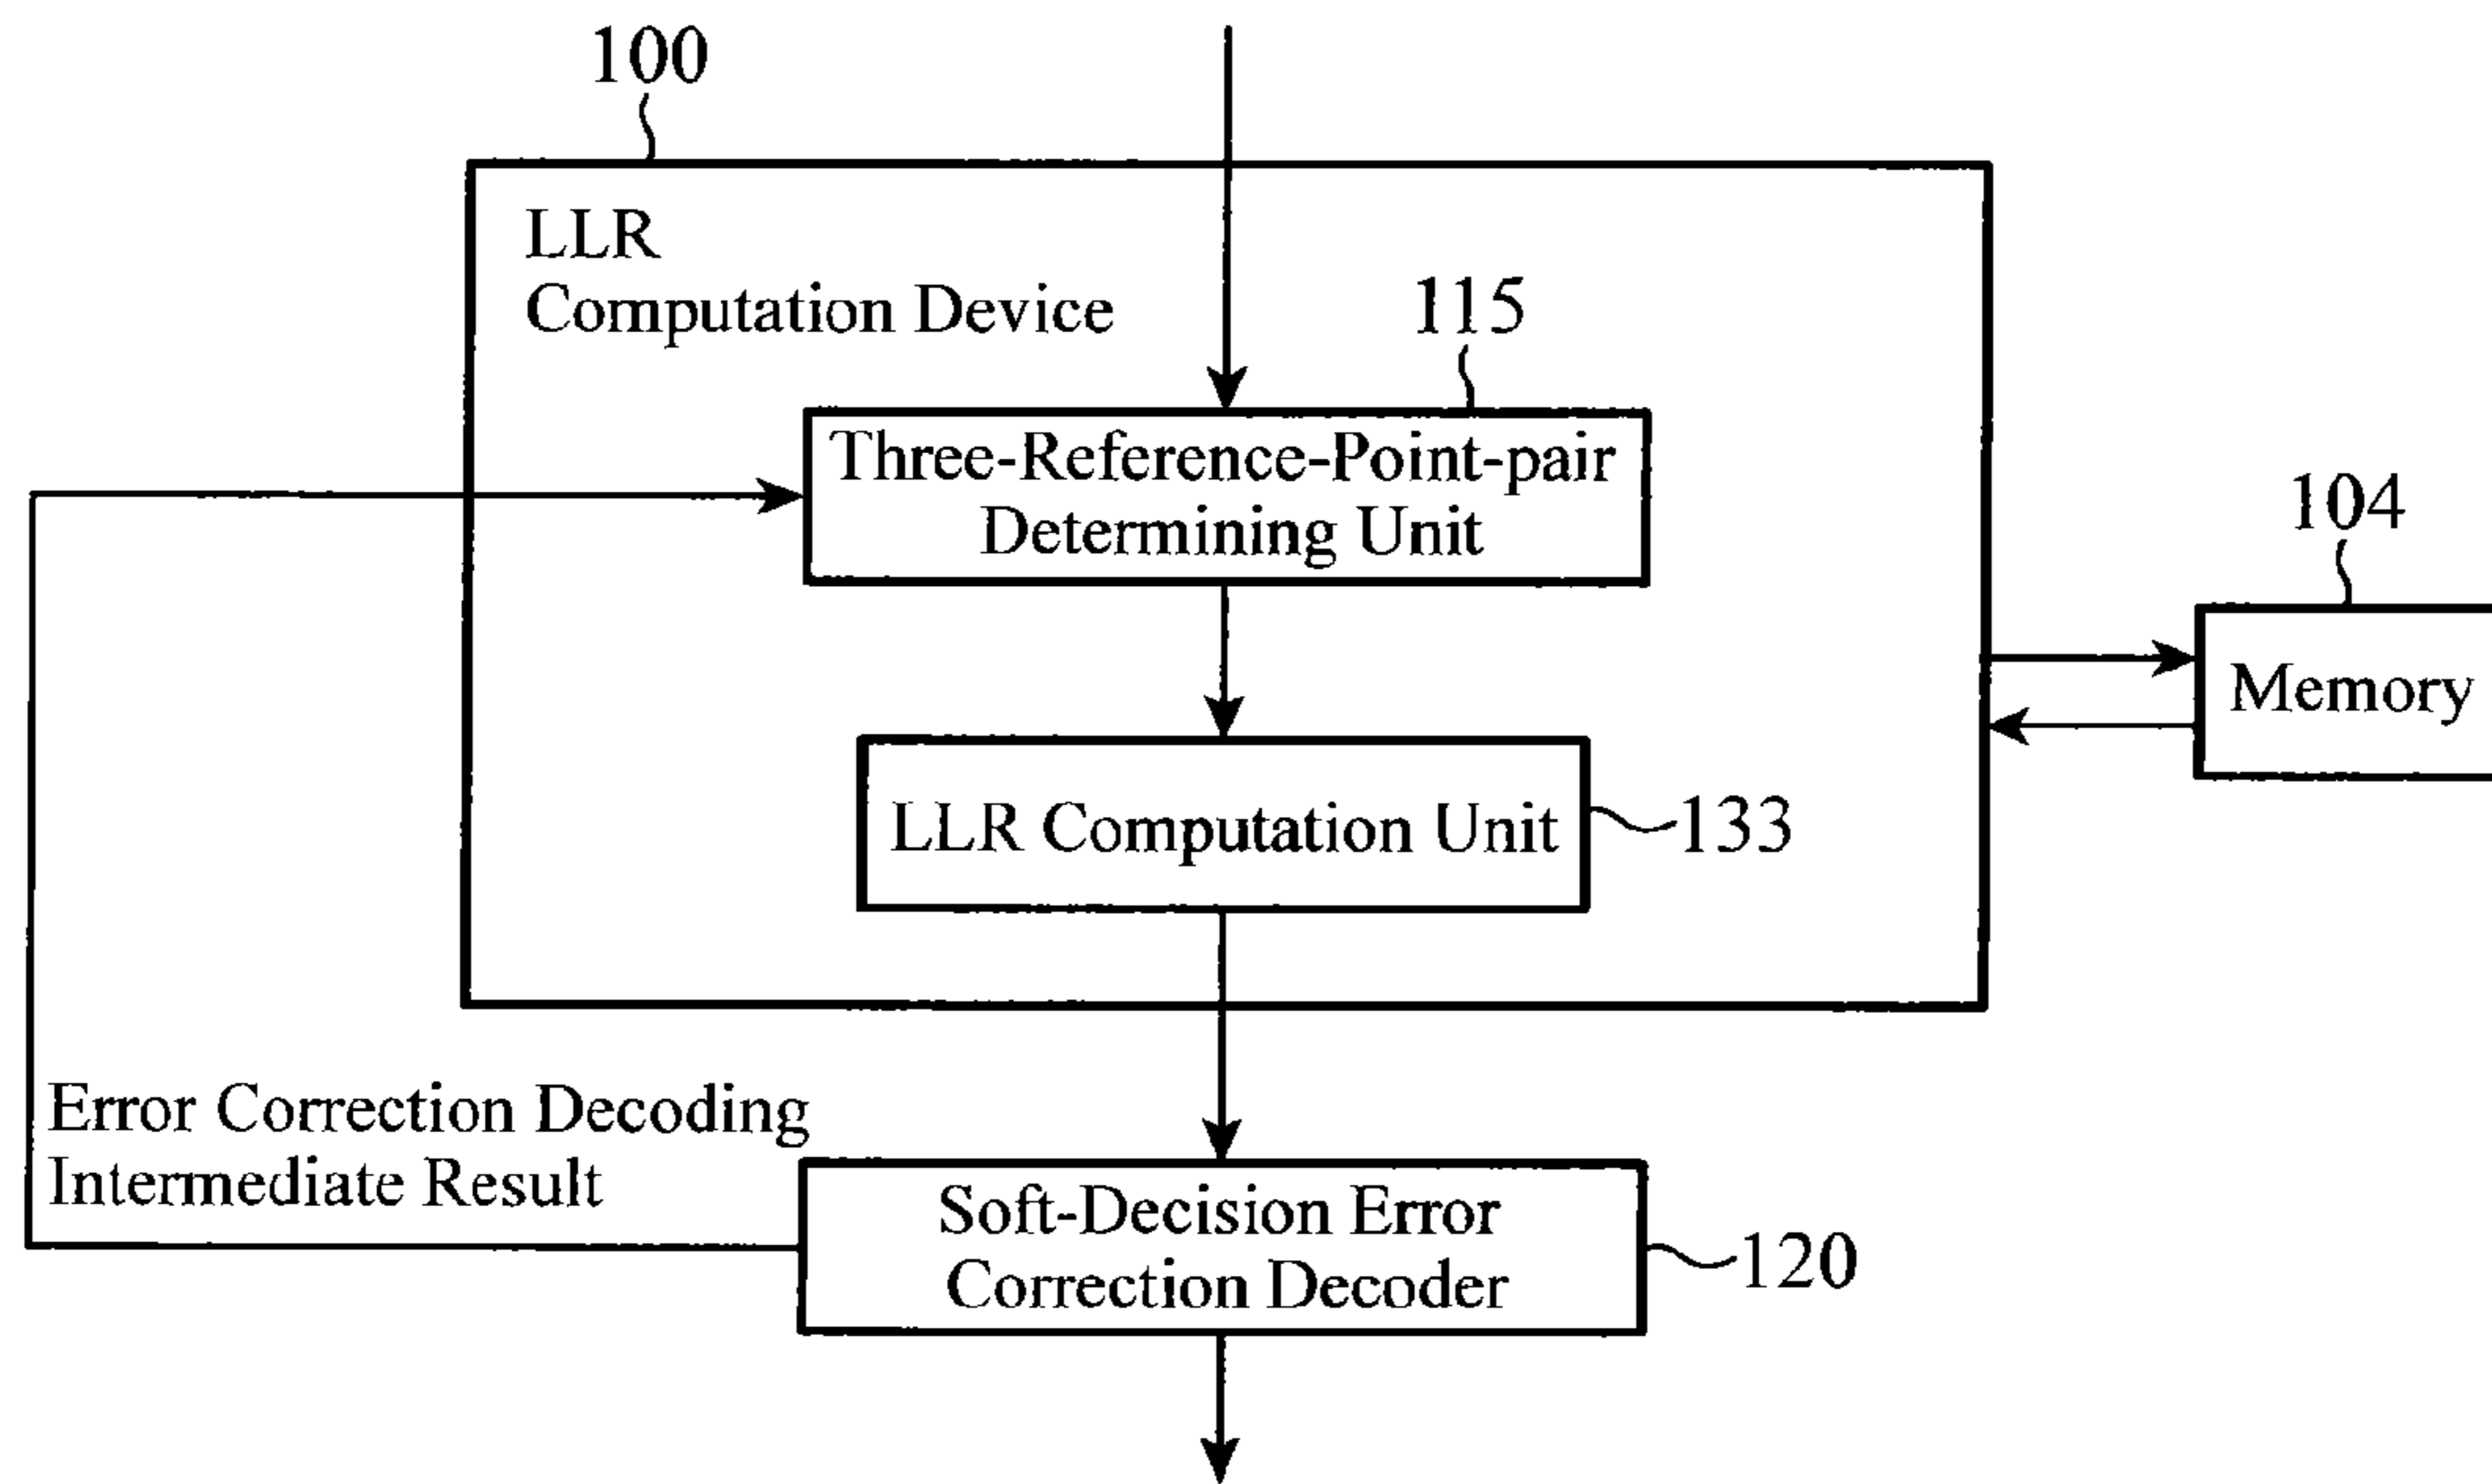 100
LLR
Computation Device
115
Three-Reference-Point-pair
Determining Unit
104
Memory
LLR Computation Unit
133
Error Correction Decoding
Intermediate Result
Soft-Decision Error
Correction Decoder
120